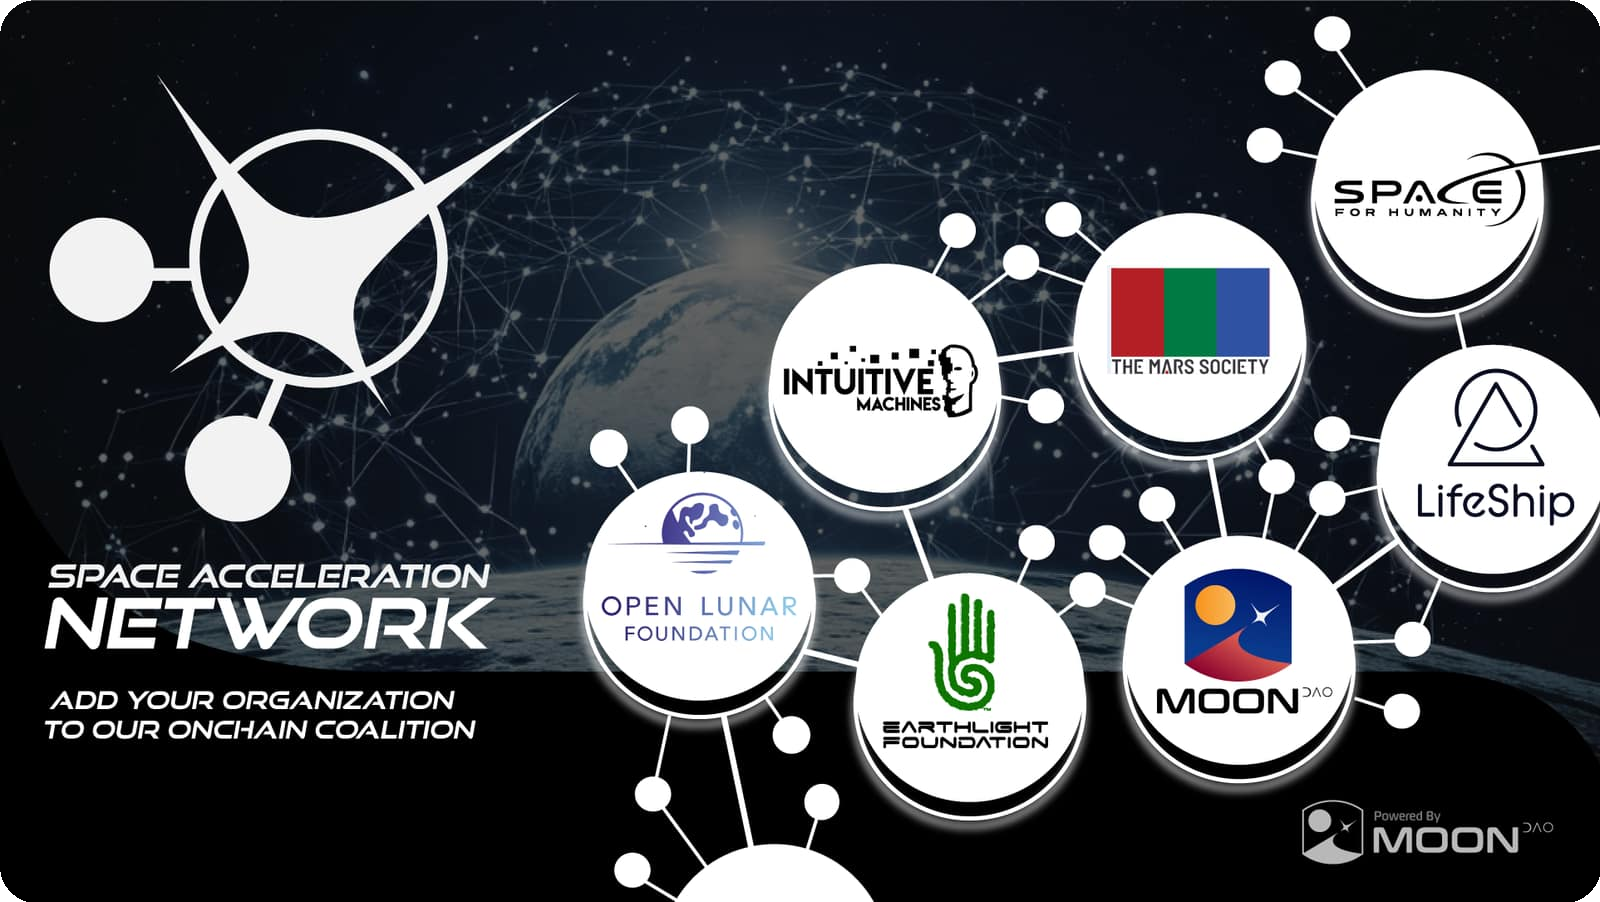 SPACE ACCELERATION
NETWORK
ADD YOUR ORGANIZATION
TO OUR ONCHAIN COALITION
SPACE
FOR HUMANITY
INTUITIVE
MACHINES
THE MARS SOCIETY
LifeShip
OPEN LUNAR
FOUNDATION
EARTHLIGHT
FOUNDATION
TM
MOON DAO
Powered By
MOON DAO